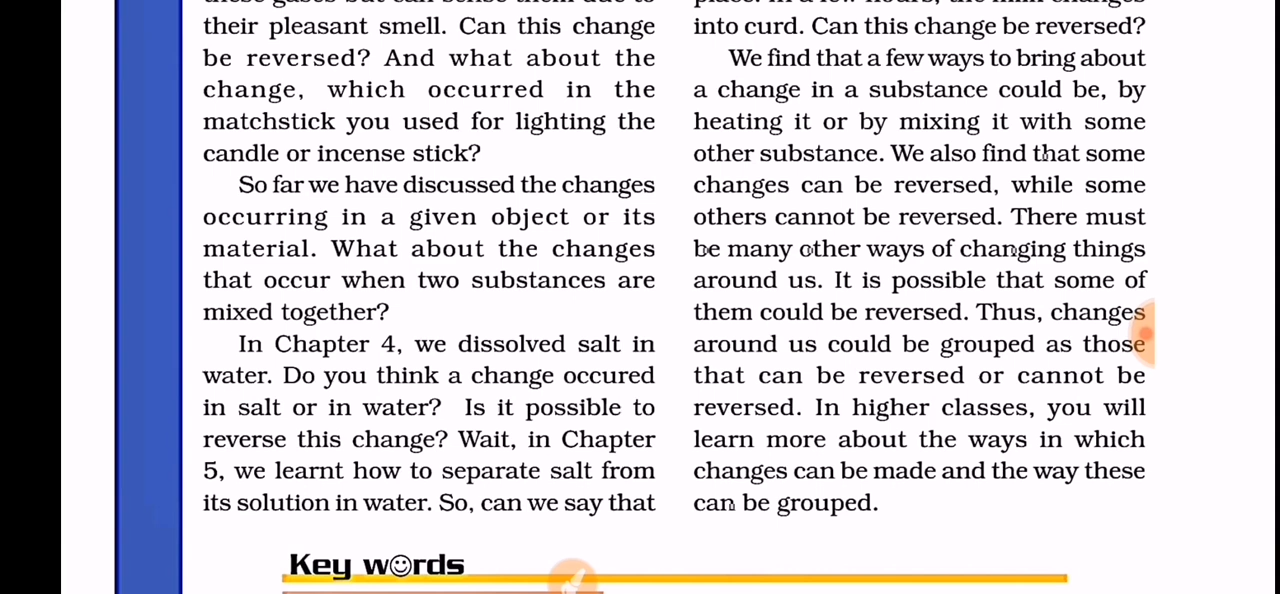 their pleasant smell. Can this change
be reversed? And what about the
change, which occurred in the
matchstick you used for lighting the
candle or incense stick?
So far we have discussed the changes
occurring in a given object or its
material. What about the changes
that occur when two substances are
mixed together?
In Chapter 4, we dissolved salt in
water. Do you think a change occured
in salt or in water? Is it possible to
reverse this change? Wait, in Chapter
5, we learnt how to separate salt from
its solution in water. So, can we say that
into curd. Can this change be reversed?
We find that a few ways to bring about
a change in a substance could be, by
heating it or by mixing it with some
other substance. We also find that some
changes can be reversed, while some
others cannot be reversed. There must
be many other ways of changing things
around us. It is possible that some of
them could be reversed. Thus, changes
around us could be grouped as those
that can be reversed or cannot be
reversed. In higher classes, you will
learn more about the ways in which
changes can be made and the way these
can be grouped.
Key words